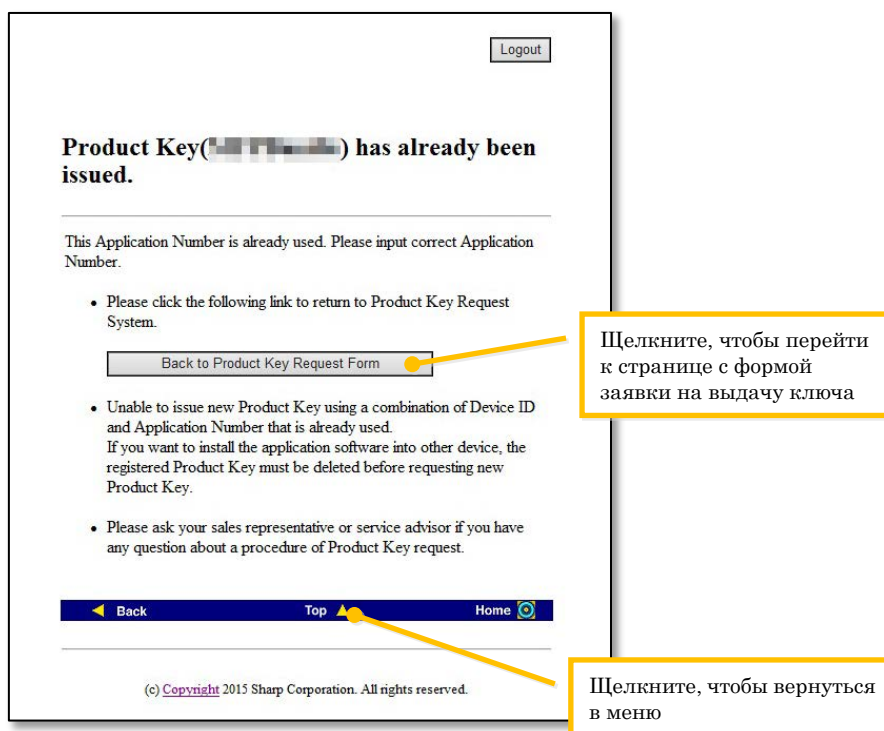 Logout
Product Key( ) has already been
issued.
This Application Number is already used. Please input correct Application
Number.
• Please click the following link to return to Product Key Request
System.
Back to Product Key Request Form
Щелкните, чтобы перейти
к странице с формой
заявки на выдачу ключа
• Unable to issue new Product Key using a combination of Device ID
and Application Number that is already used.
If you want to install the application software into other device, the
registered Product Key must be deleted before requesting new
Product Key.
• Please ask your sales representative or service advisor if you have
any question about a procedure of Product Key request.
Back Top Home
Щелкните, чтобы вернуться
в меню
(c) Copyright 2015 Sharp Corporation. All rights reserved.